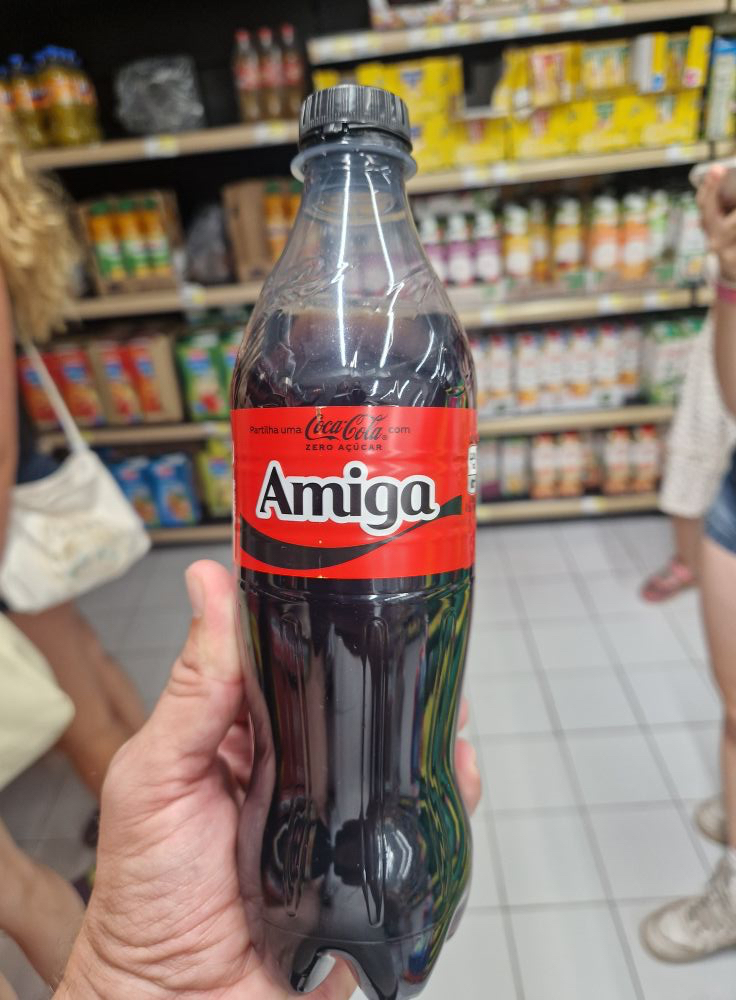 Partilha uma Coca-Cola® com
ZERO AÇÚCAR
Amiga